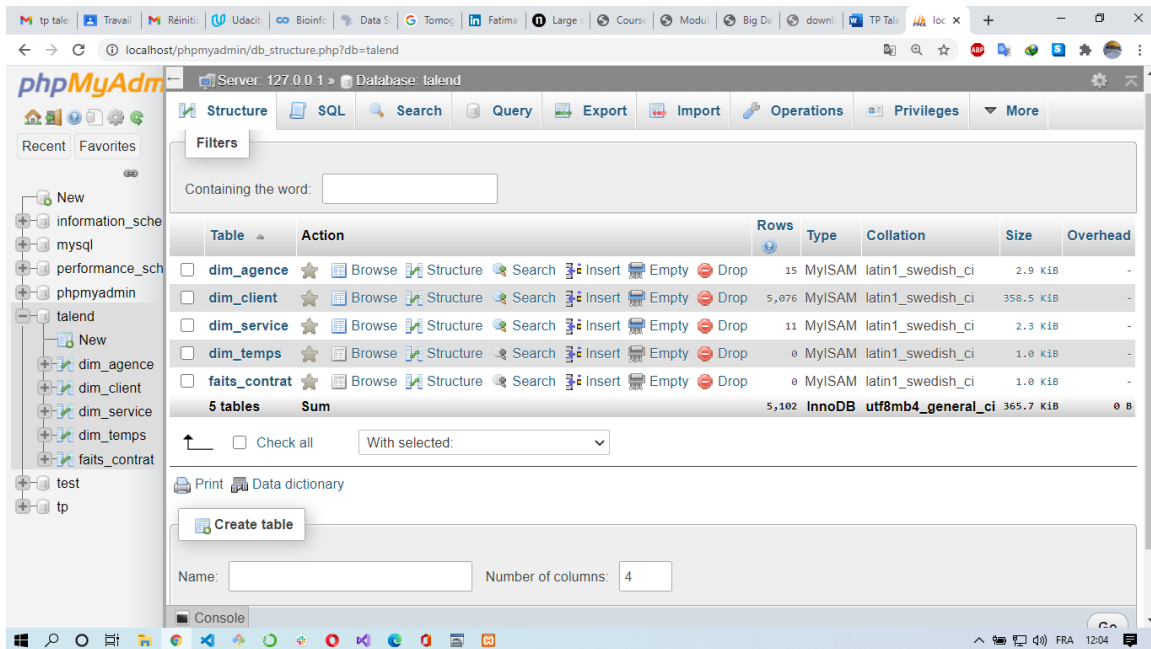 tp tale
Travail
Réiniti
Udacit
Bioinfo
Data S
Tomog
Fatima
Large
Course
Modul
Big Da
downl
TP Tale
loc
localhost/phpmyadmin/db_structure.php?db=talend
ABP
phpMyAdm
Recent Favorites
New
information_sche
mysql
performance_sch
phpmyadmin
talend
New
dim_agence
dim_client
dim_service
dim_temps
faits_contrat
test
tp
Server: 127.0.0.1 » Database: talend
Structure SQL Search Query Export Import Operations Privileges More
Filters
Containing the word:
Table Action Rows Type Collation Size Overhead
dim_agence Browse Structure Search Insert Empty Drop 15 MyISAM latin1_swedish_ci 2.9 KiB -
dim_client Browse Structure Search Insert Empty Drop 5,076 MyISAM latin1_swedish_ci 358.5 KiB -
dim_service Browse Structure Search Insert Empty Drop 11 MyISAM latin1_swedish_ci 2.3 KiB -
dim_temps Browse Structure Search Insert Empty Drop 0 MyISAM latin1_swedish_ci 1.0 KiB -
faits_contrat Browse Structure Search Insert Empty Drop 0 MyISAM latin1_swedish_ci 1.0 KiB -
5 tables Sum 5,102 InnoDB utf8mb4_general_ci 365.7 KiB 0 B
Check all With selected:
Print Data dictionary
Create table
Name: Number of columns: 4
Console
Go
FRA 12:04